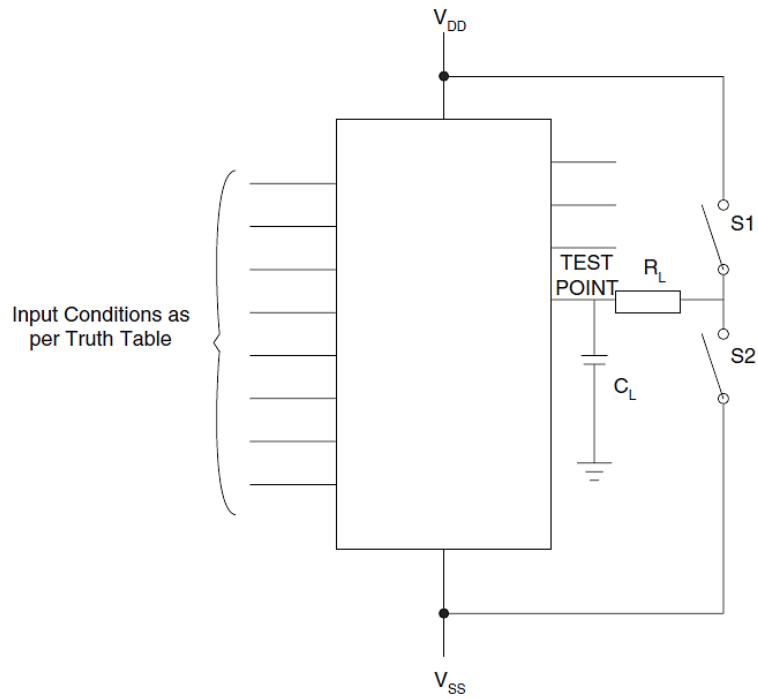 VDD
S1
TEST
POINT
RL
Input Conditions as
per Truth Table
S2
CL
VSS